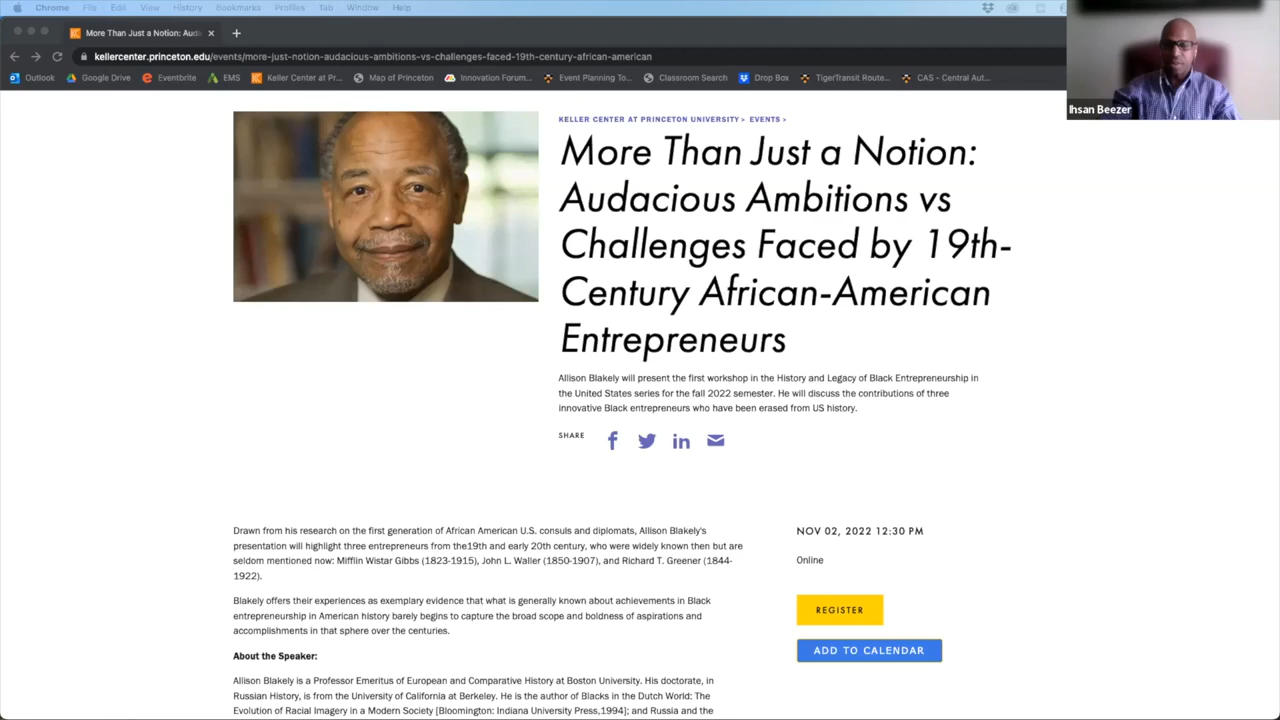 Chrome File Edit View History Bookmarks Profiles Tab Window Help
More Than Just a Notion: Aud
kellercenter.princeton.edu/events/more-just-notion-audacious-ambitions-vs-challenges-faced-19th-century-african-american
Outlook Google Drive Eventbrite EMS Keller Center at Pr... Map of Princeton Innovation Forum... Event Planning To... Classroom Search Drop Box TigerTransit Route... CAS - Central Aut...
Ihsan Beezer
KELLER CENTER AT PRINCETON UNIVERSITY > EVENTS >
More Than Just a Notion:
Audacious Ambitions vs
Challenges Faced by 19th-
Century African-American
Entrepreneurs
Allison Blakely will present the first workshop in the History and Legacy of Black Entrepreneurship in
the United States series for the fall 2022 semester. He will discuss the contributions of three
innovative Black entrepreneurs who have been erased from US history.
SHARE
Drawn from his research on the first generation of African American U.S. consuls and diplomats, Allison Blakely's
presentation will highlight three entrepreneurs from the19th and early 20th century, who were widely known then but are
seldom mentioned now: Mifflin Wistar Gibbs (1823-1915), John L. Waller (1850-1907), and Richard T. Greener (1844-
1922).
Blakely offers their experiences as exemplary evidence that what is generally known about achievements in Black
entrepreneurship in American history barely begins to capture the broad scope and boldness of aspirations and
accomplishments in that sphere over the centuries.
About the Speaker:
Allison Blakely is a Professor Emeritus of European and Comparative History at Boston University. His doctorate, in
Russian History, is from the University of California at Berkeley. He is the author of Blacks in the Dutch World: The
Evolution of Racial Imagery in a Modern Society [Bloomington: Indiana University Press,1994]; and Russia and the
NOV 02, 2022 12:30 PM
Online
REGISTER
ADD TO CALENDAR